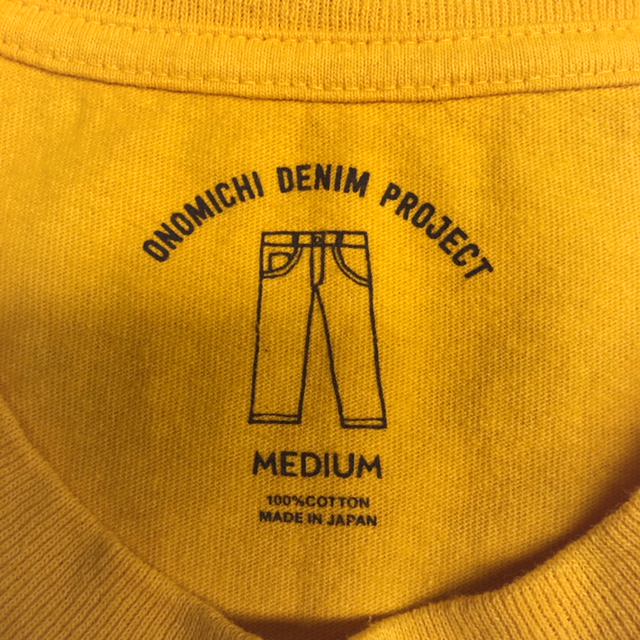 ONOMICHI DENIM PROJECT
MEDIUM
100%COTTON
MADE IN JAPAN